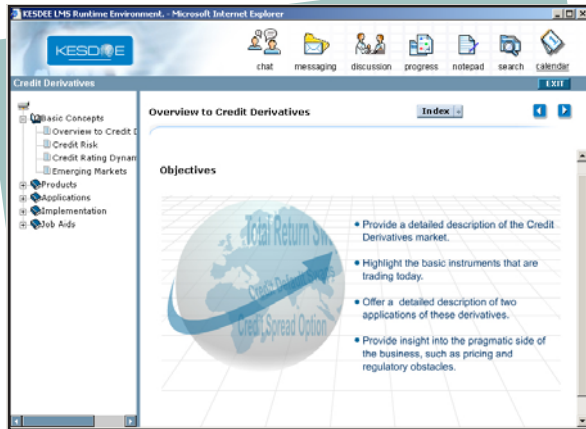 KESDEE LMS Runtime Environment, - Microsoft Internet Explorer
KESDEE
chat
messaging
discussion
progress
notepad
search
calendar
Credit Derivatives
EXIT
Basic Concepts
Overview to Credit D
Credit Risk
Credit Rating Dynam
Emerging Markets
Products
Applications
Implementation
Job Aids
Overview to Credit Derivatives
Index
Objectives
Total Return Sw
Credit Default Swaps
Credit Spread Option
• Provide a detailed description of the Credit
Derivatives market.
• Highlight the basic instruments that are
trading today.
• Offer a detailed description of two
applications of these derivatives.
• Provide insight into the pragmatic side of
the business, such as pricing and
regulatory obstacles.